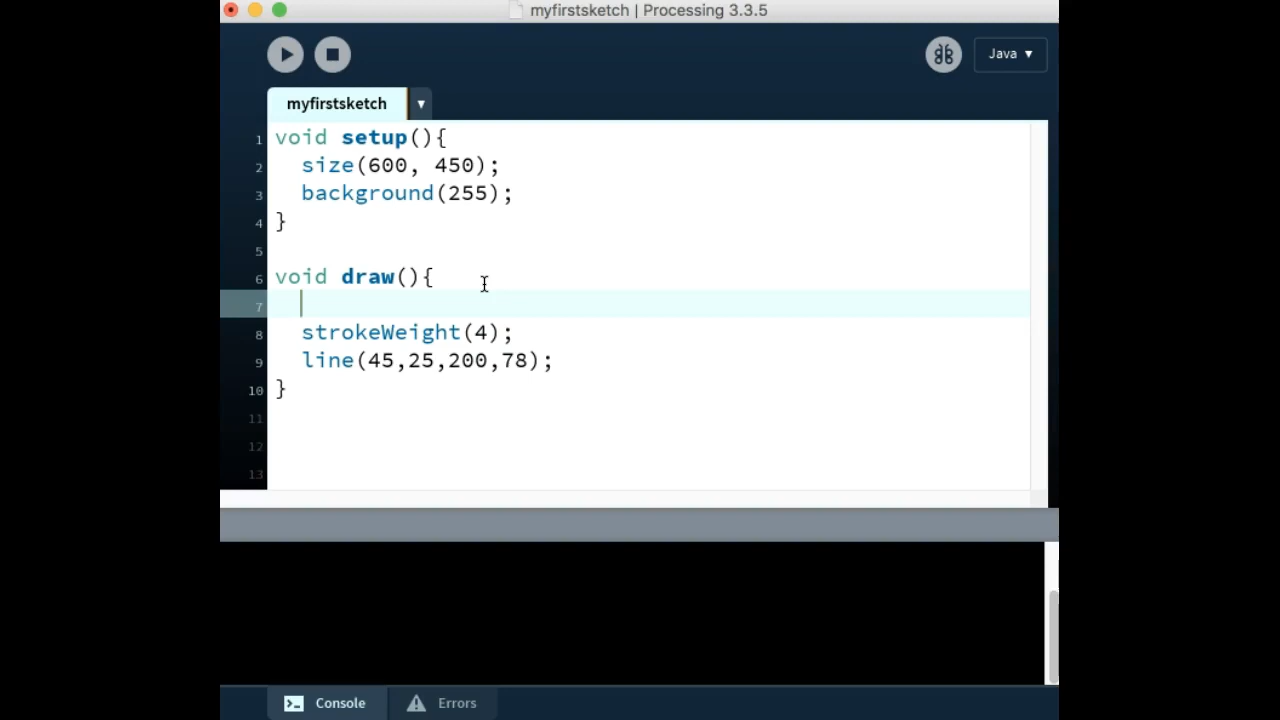 myfirstsketch | Processing 3.3.5
Java ▼
myfirstsketch ▼
1 void setup(){
2   size(600, 450);
3   background(255);
4 }
5
6 void draw(){
7
8   strokeWeight(4);
9   line(45,25,200,78);
10 }
11
12
13
Console Errors